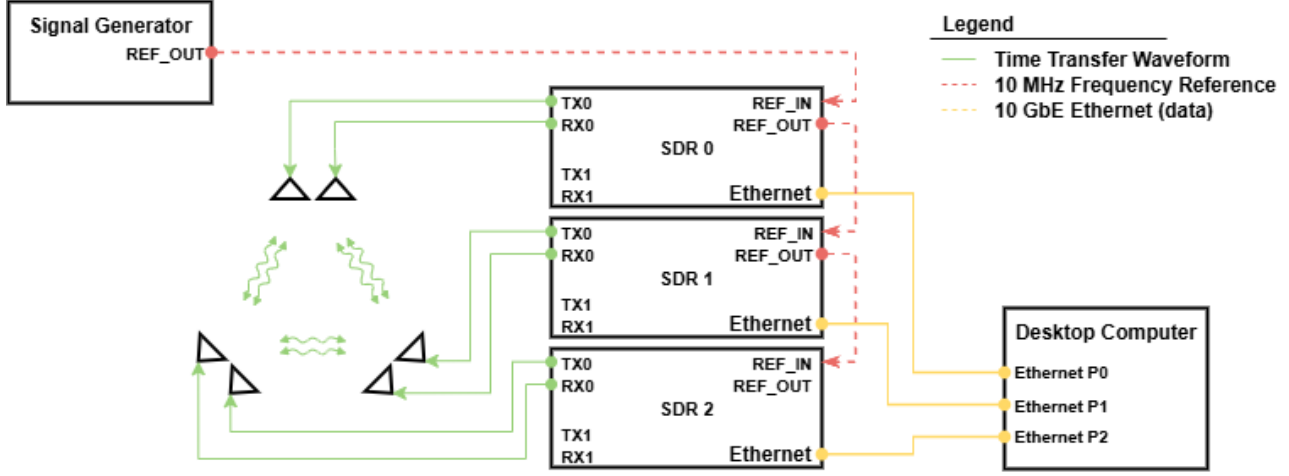 Signal Generator
REF_OUT
Legend
Time Transfer Waveform
10 MHz Frequency Reference
10 GbE Ethernet (data)
TX0
REF_IN
RX0
REF_OUT
SDR 0
TX1
RX1
Ethernet
TX0
REF_IN
RX0
REF_OUT
SDR 1
TX1
RX1
Ethernet
TX0
REF_IN
RX0
REF_OUT
SDR 2
TX1
RX1
Ethernet
Desktop Computer
Ethernet P0
Ethernet P1
Ethernet P2